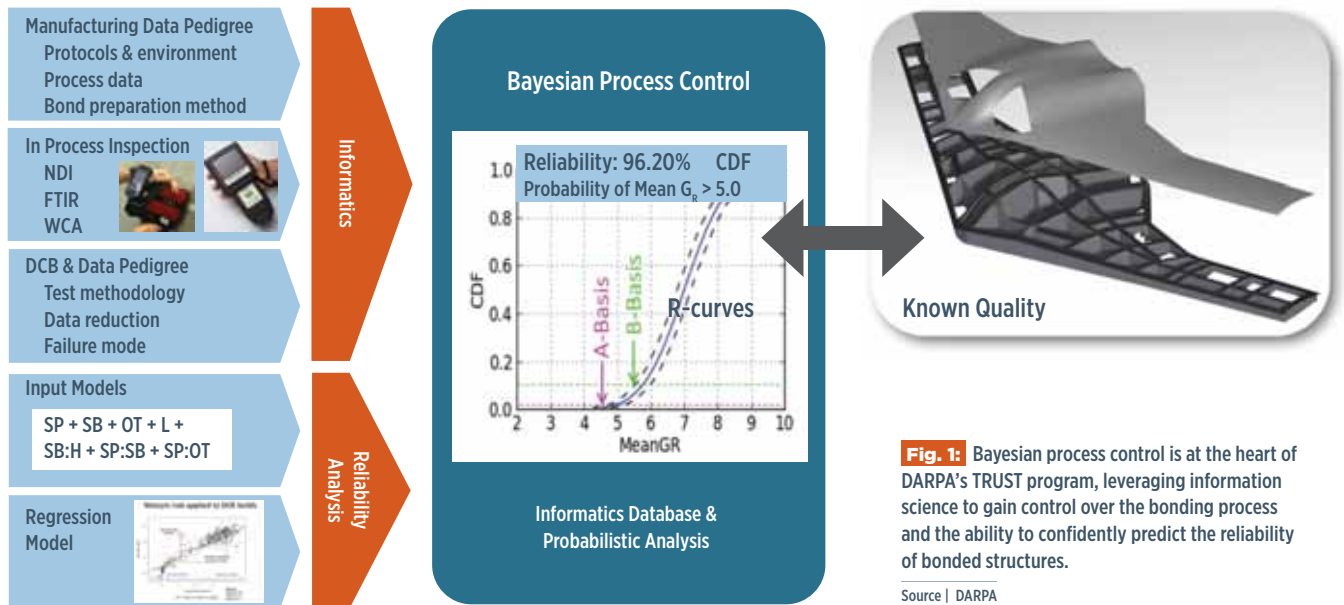 Manufacturing Data Pedigree
Protocols & environment
Process data
Bond preparation method
In Process Inspection
NDI
FTIR
WCA
DCB & Data Pedigree
Test methodology
Data reduction
Failure mode
Input Models
SP + SB + OT + L +
SB:H + SP:SB + SP:OT
Regression
Model
Informatics
Reliability
Analysis
Bayesian Process Control
Reliability: 96.20% CDF
Probability of Mean G_R > 5.0
1.0
0.8
0.6
0.4
0.2
0.0
CDF
A-Basis
B-Basis
R-curves
2 3 4 5 6 7 8 9 10
MeanGR
Informatics Database &
Probabilistic Analysis
Known Quality
Fig. 1: Bayesian process control is at the heart of
DARPA's TRUST program, leveraging information
science to gain control over the bonding process
and the ability to confidently predict the reliability
of bonded structures.
Source | DARPA